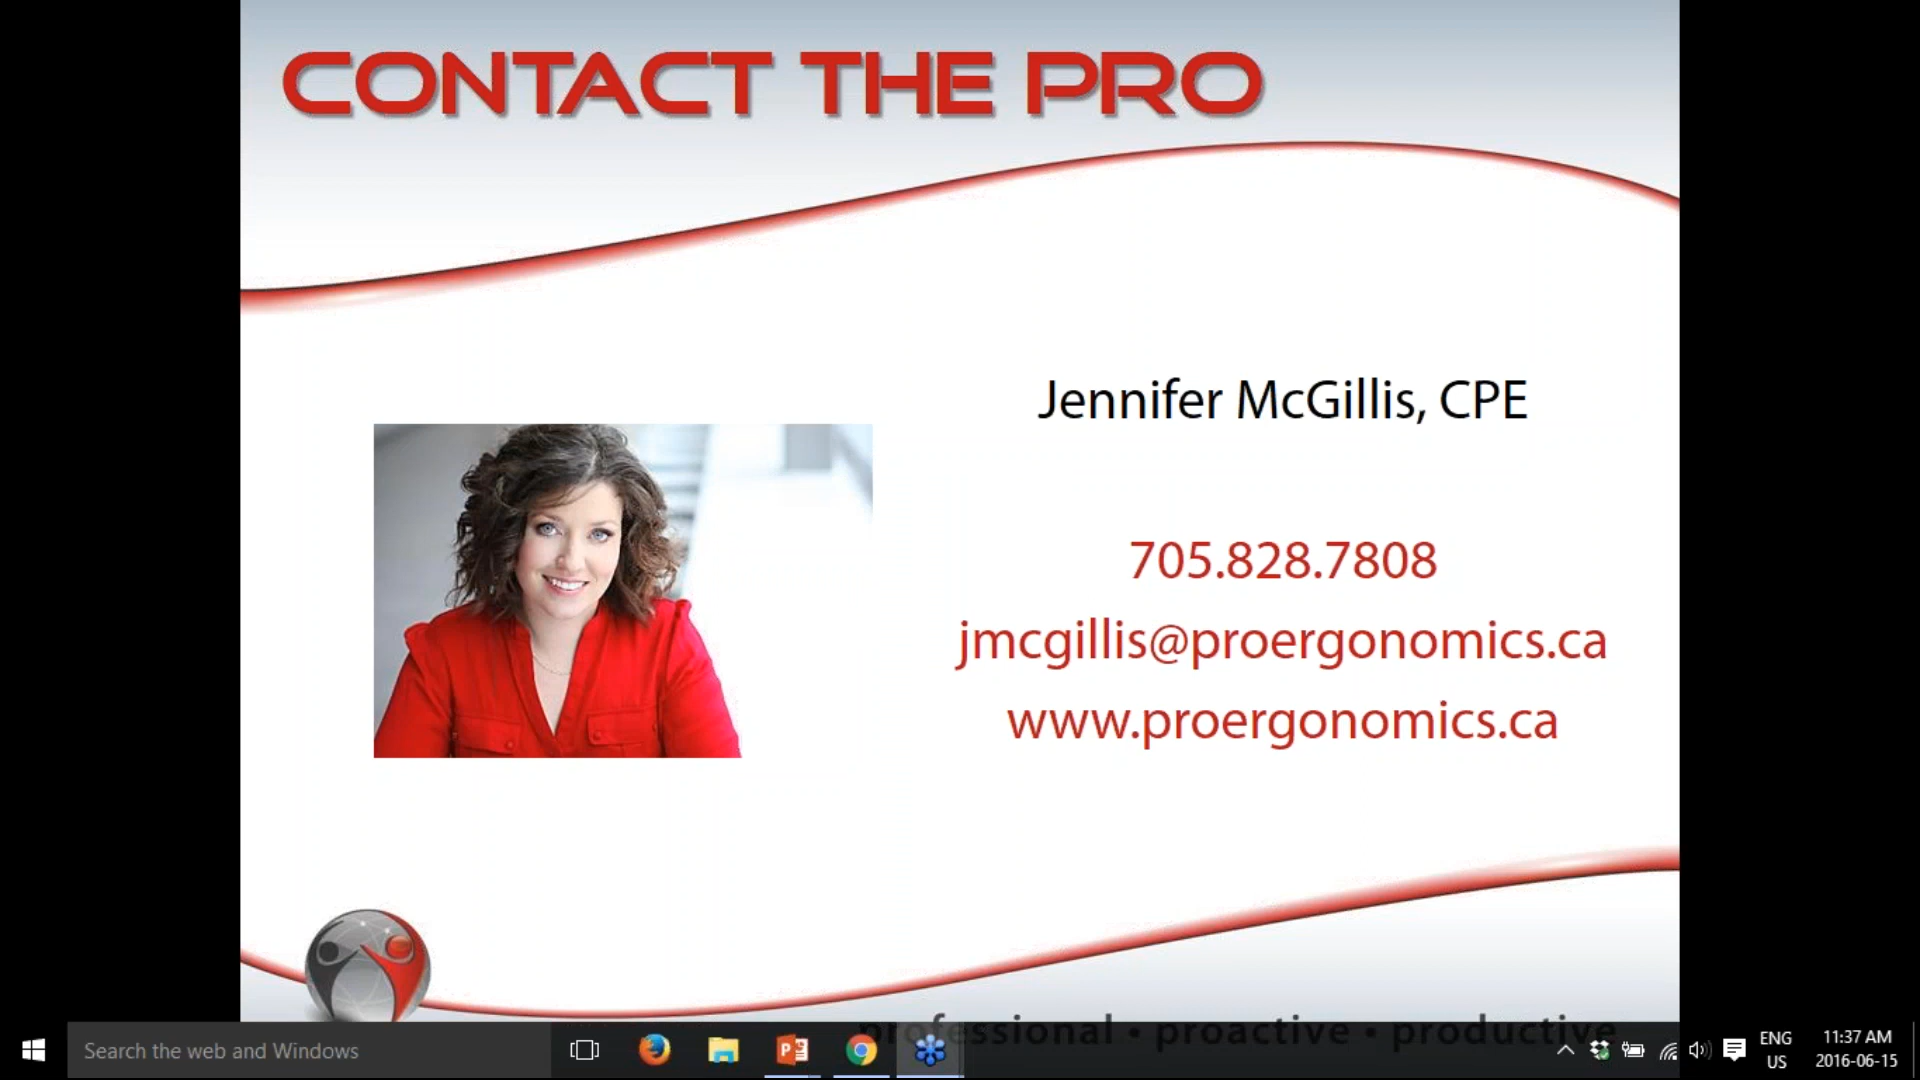 CONTACT THE PRO
Jennifer McGillis, CPE
705.828.7808
jmcgillis@proergonomics.ca
www.proergonomics.ca
professional • proactive • productive
Search the web and Windows
ENG
US
11:37 AM
2016-06-15